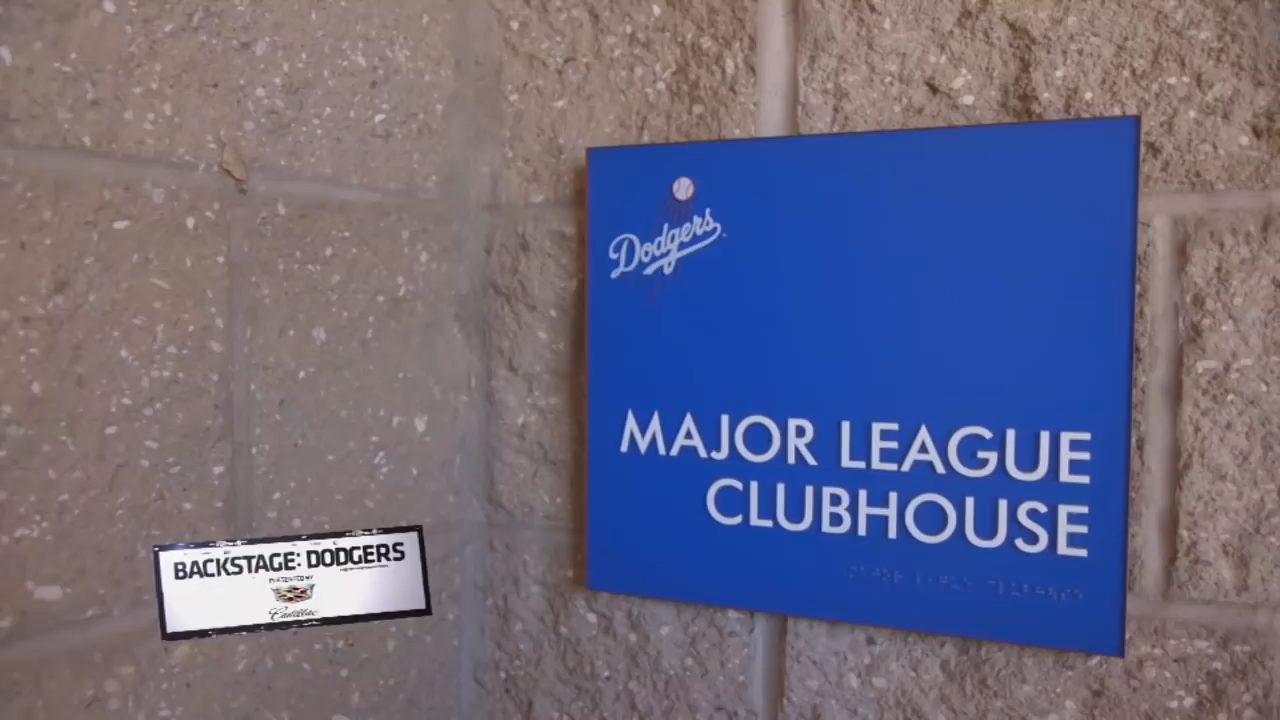 Dodgers
MAJOR LEAGUE
CLUBHOUSE
BACKSTAGE: DODGERS
PRESENTED BY
Cadillac